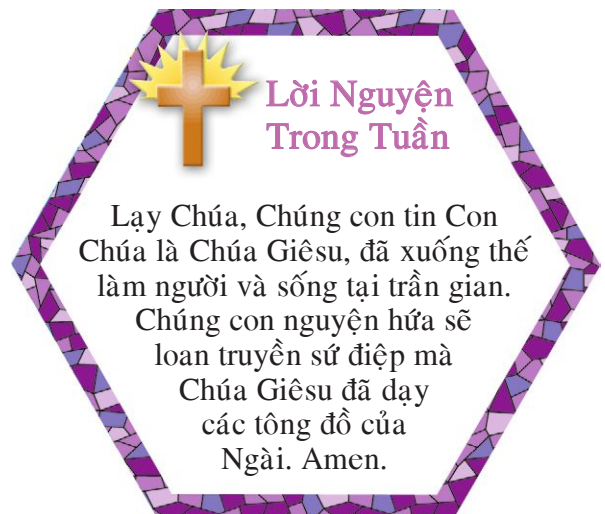 Lời Nguyện
Trong Tuần
Lạy Chúa, Chúng con tin Con
Chúa là Chúa Giêsu, đã xuống thế
làm người và sống tại trần gian.
Chúng con nguyện hứa sẽ
loan truyền sứ điệp mà
Chúa Giêsu đã dạy
các tông đồ của
Ngài. Amen.